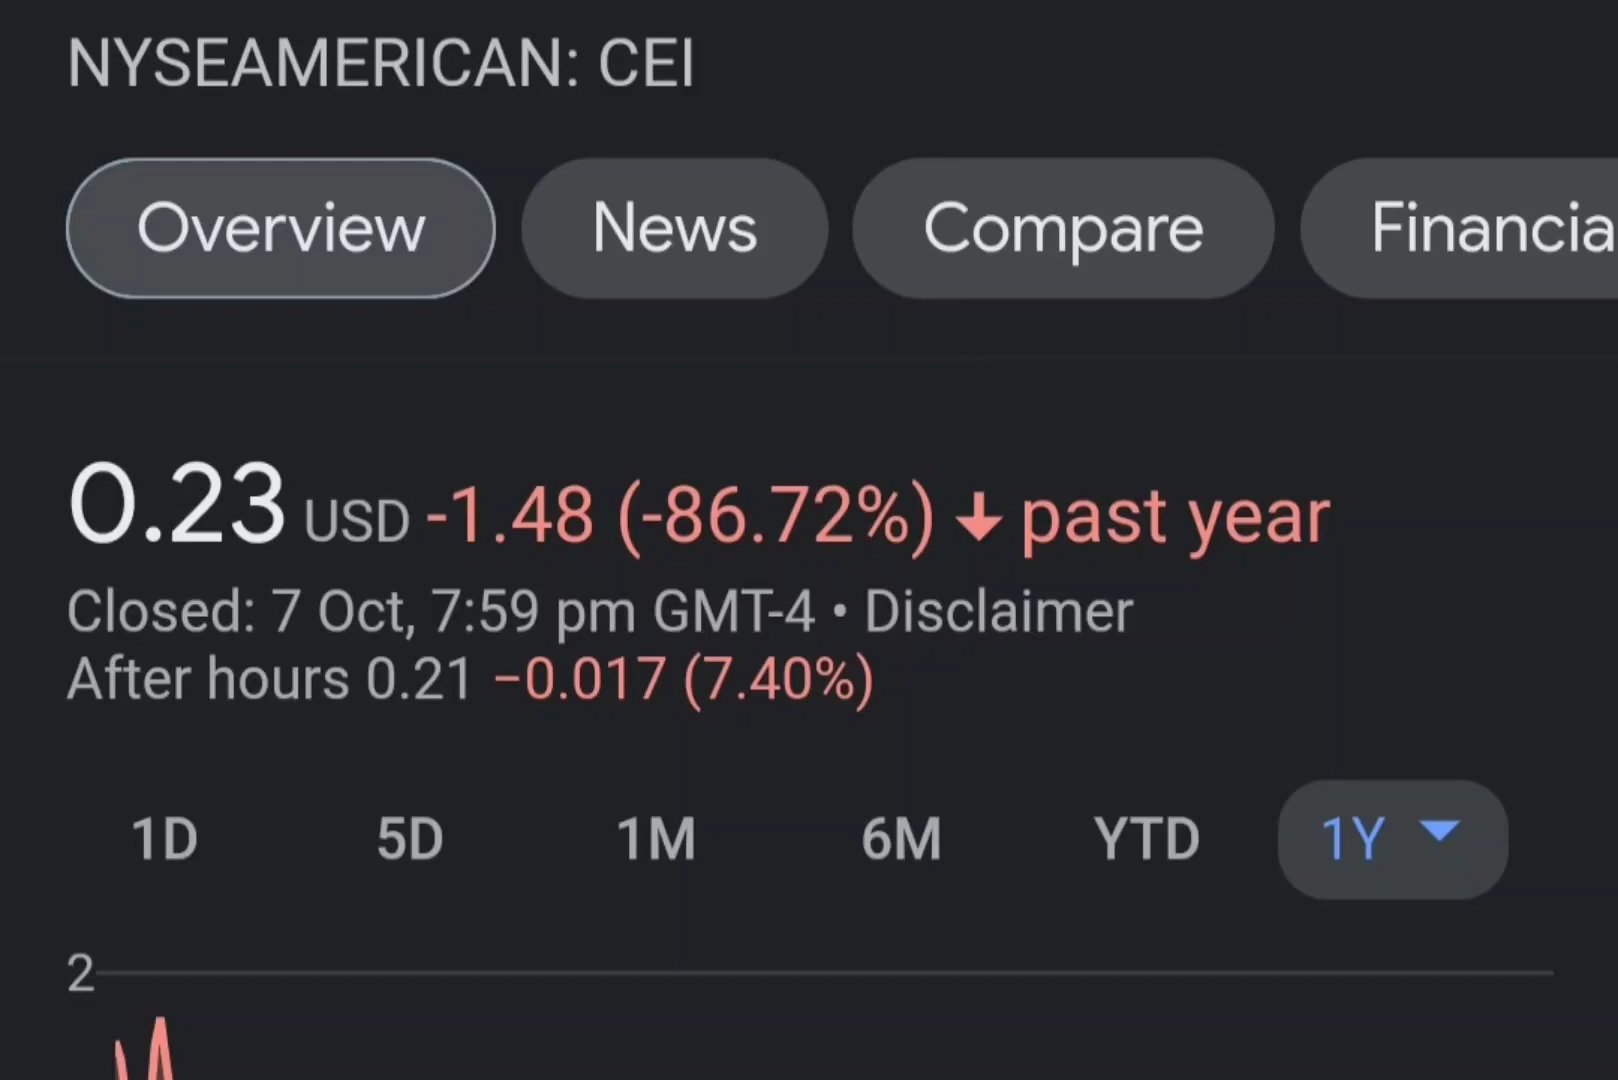 NYSEAMERICAN: CEI
Overview News Compare Financia
0.23 USD -1.48 (-86.72%) ↓ past year
Closed: 7 Oct, 7:59 pm GMT-4 • Disclaimer
After hours 0.21 −0.017 (7.40%)
1D 5D 1M 6M YTD 1Y
2